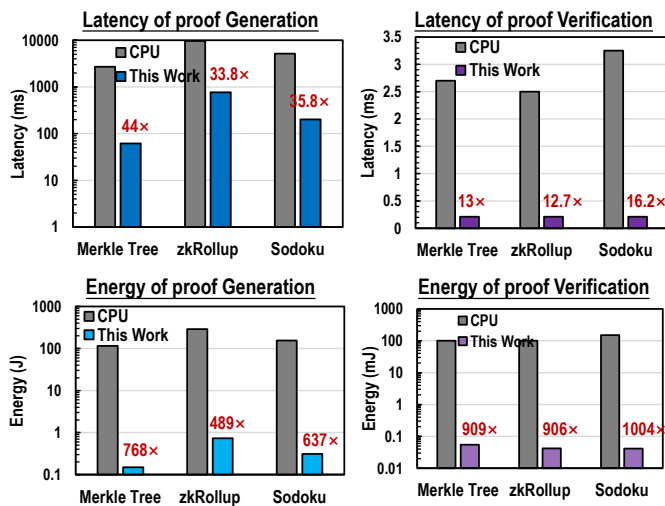 Latency of proof Generation
Latency (ms)
10000
1000
100
10
1
CPU
This Work
44×
33.8×
35.8×
Merkle Tree zkRollup Sodoku
Latency of proof Verification
Latency (ms)
3.5
3
2.5
2
1.5
1
0.5
0
CPU
This Work
13×
12.7×
16.2×
Merkle Tree zkRollup Sodoku
Energy of proof Generation
Energy (J)
1000
100
10
1
0.1
CPU
This Work
768×
489×
637×
Merkle Tree zkRollup Sodoku
Energy of proof Verification
Energy (mJ)
1000
100
10
1
0.1
0.01
CPU
This Work
909×
906×
1004×
Merkle Tree zkRollup Sodoku